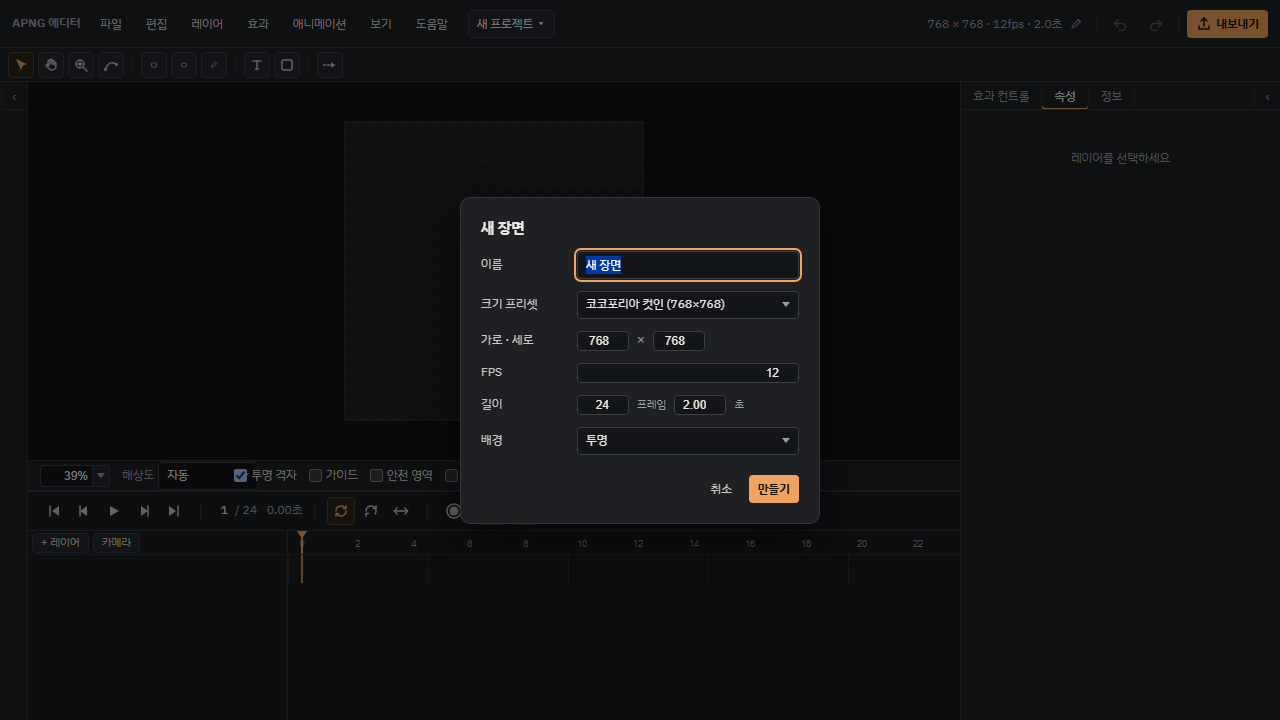 APNG 에디터 파일 편집 레이어 효과 애니메이션 보기 도움말 새 프로젝트 768 × 768 · 12fps · 2.0초 내보내기
효과 컨트롤 속성 정보
레이어를 선택하세요
새 장면
이름 새 장면
크기 프리셋 코코포리아 컷인 (768×768)
가로 · 세로 768 × 768
FPS 12
길이 24 프레임 2.00 초
배경 투명
취소 만들기
39% 해상도 자동 투명 격자 가이드 안전 영역
1 / 24 0.00초
+ 레이어 카메라 0 2 4 6 8 10 12 14 16 18 20 22